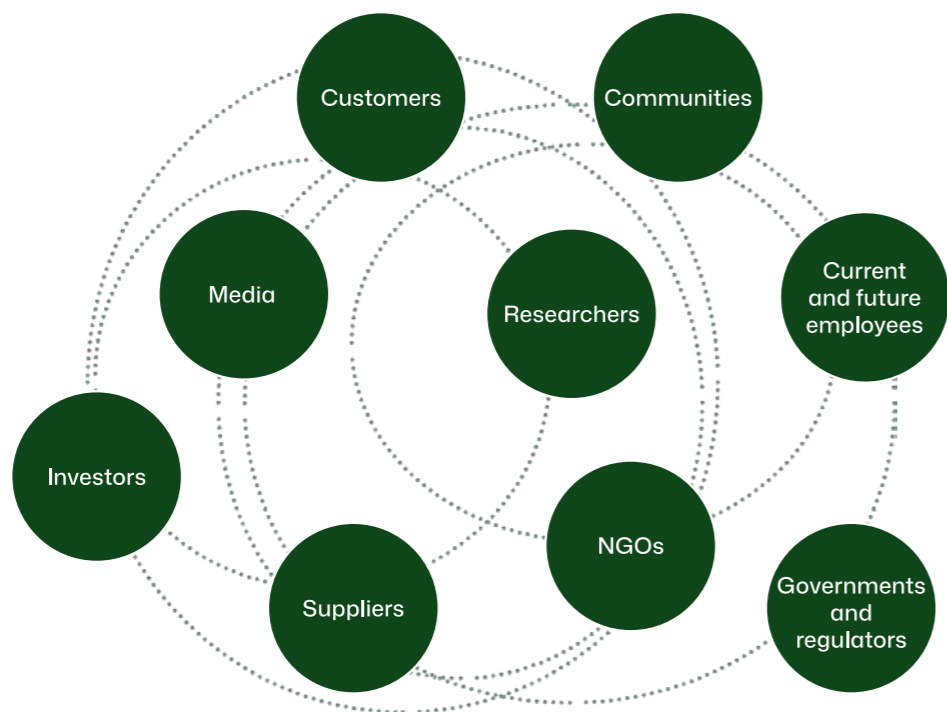 Customers
Communities
Media
Researchers
Current
and future
employees
Investors
NGOs
Suppliers
Governments
and
regulators